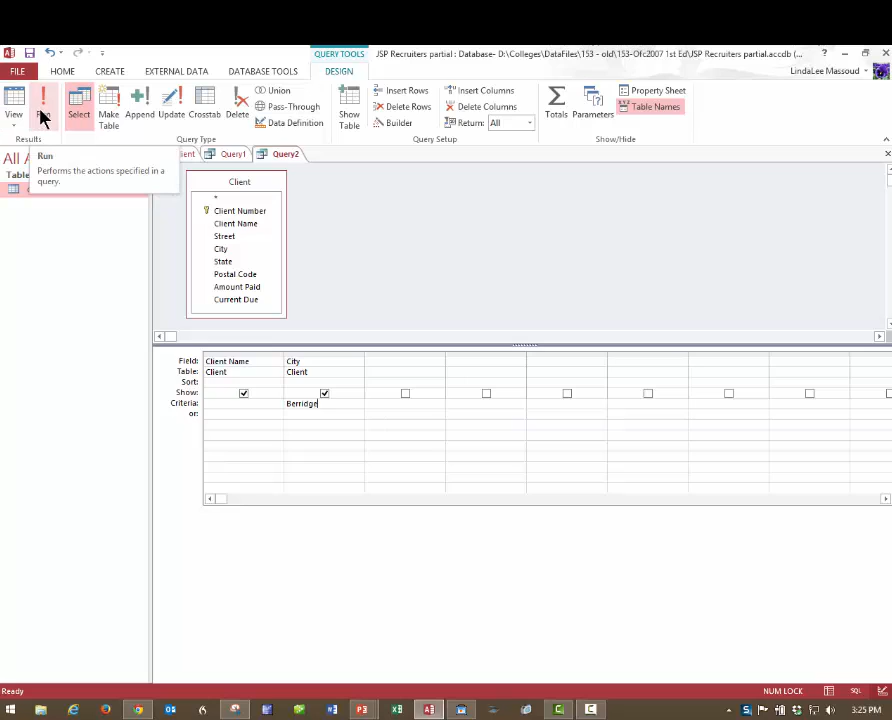 QUERY TOOLS
JSP Recruiters partial : Database- D:\Colleges\DataFiles\153 - old\153-Ofc2007 1st Ed\JSP Recruiters partial.accdb (...
FILE HOME CREATE EXTERNAL DATA DATABASE TOOLS DESIGN
LindaLee Massoud
View
Select
Make Table
Append
Update
Crosstab
Delete
Union
Pass-Through
Data Definition
Show Table
Insert Rows
Delete Rows
Builder
Insert Columns
Delete Columns
Return: All
Totals
Parameters
Property Sheet
Table Names
Results
Query Type
Query Setup
Show/Hide
Run
Performs the actions specified in a
query.
Query1
Query2
Client
*
Client Number
Client Name
Street
City
State
Postal Code
Amount Paid
Current Due
Field: Client Name City
Table: Client Client
Sort:
Show:
Criteria: Berridge
or:
Ready
NUM LOCK
SQL
3:25 PM